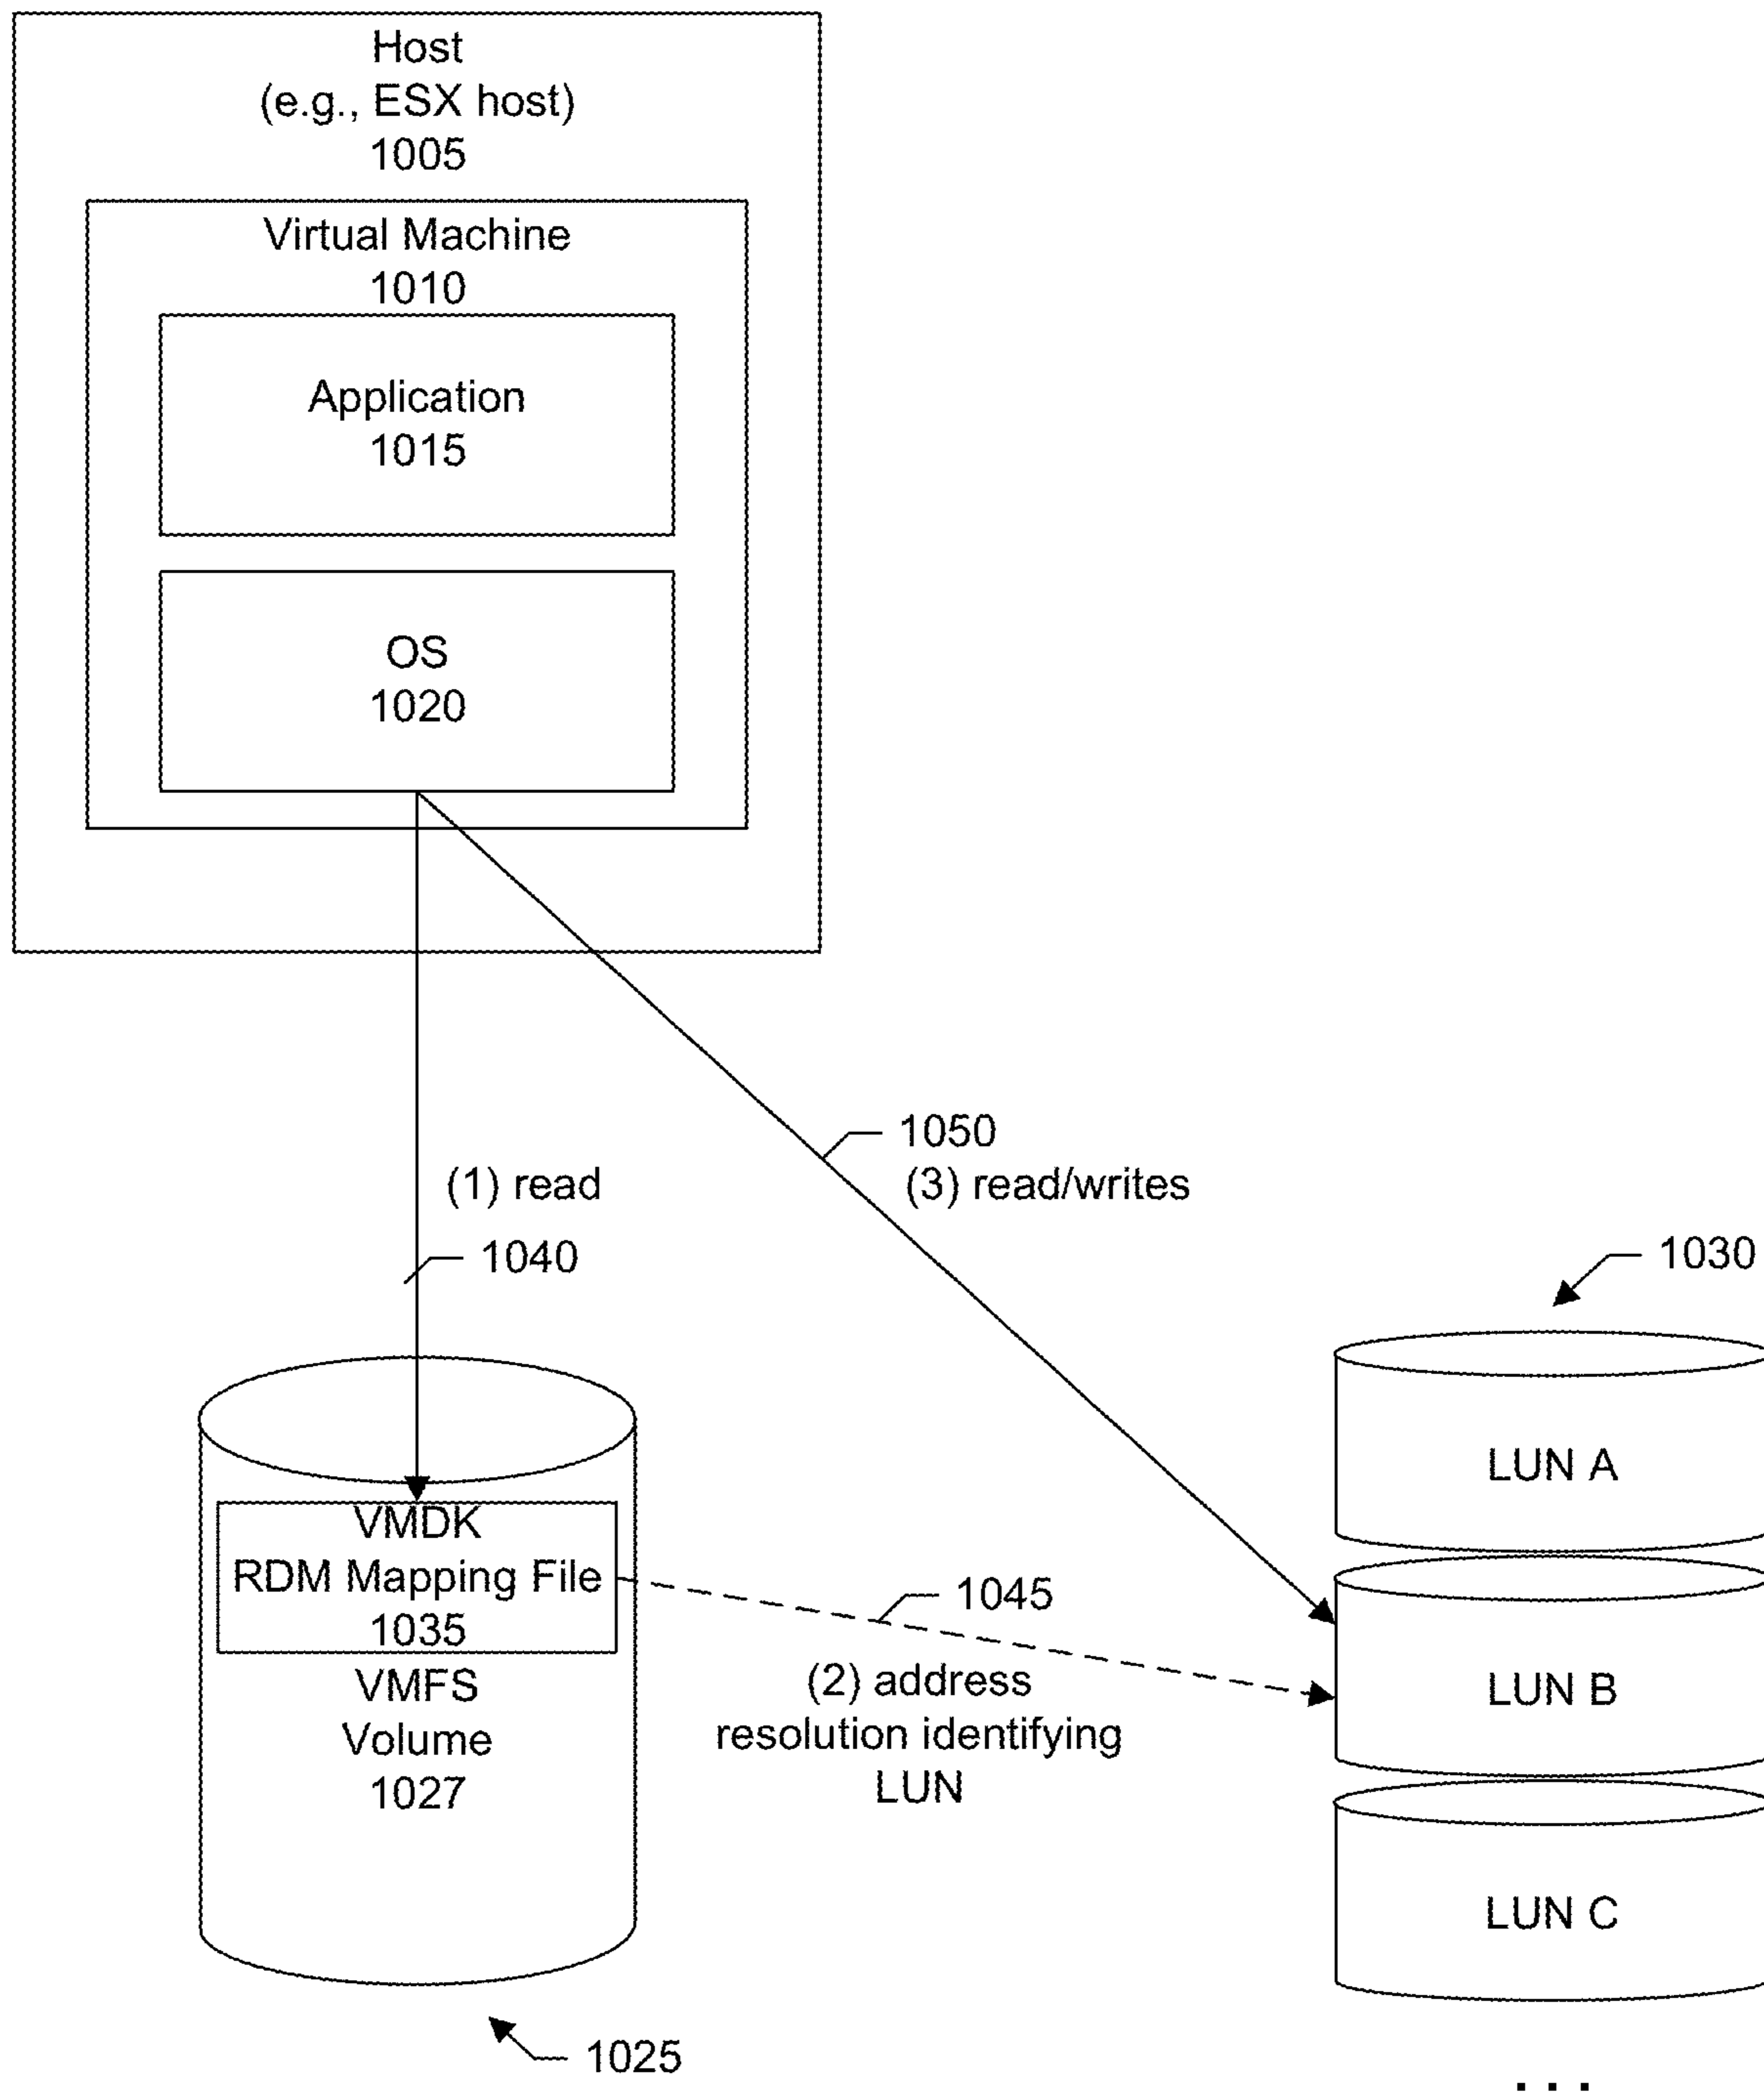 Host
(e.g., ESX host)
1005
Virtual Machine
1010
Application
1015
OS
1020
1050
(3) read/writes
(1) read
1040
1030
LUN A
VMDK
RDM Mapping File
1035
VMFS
Volume
1027
1045
(2) address
resolution identifying
LUN
LUN B
LUN C
1025
. . .